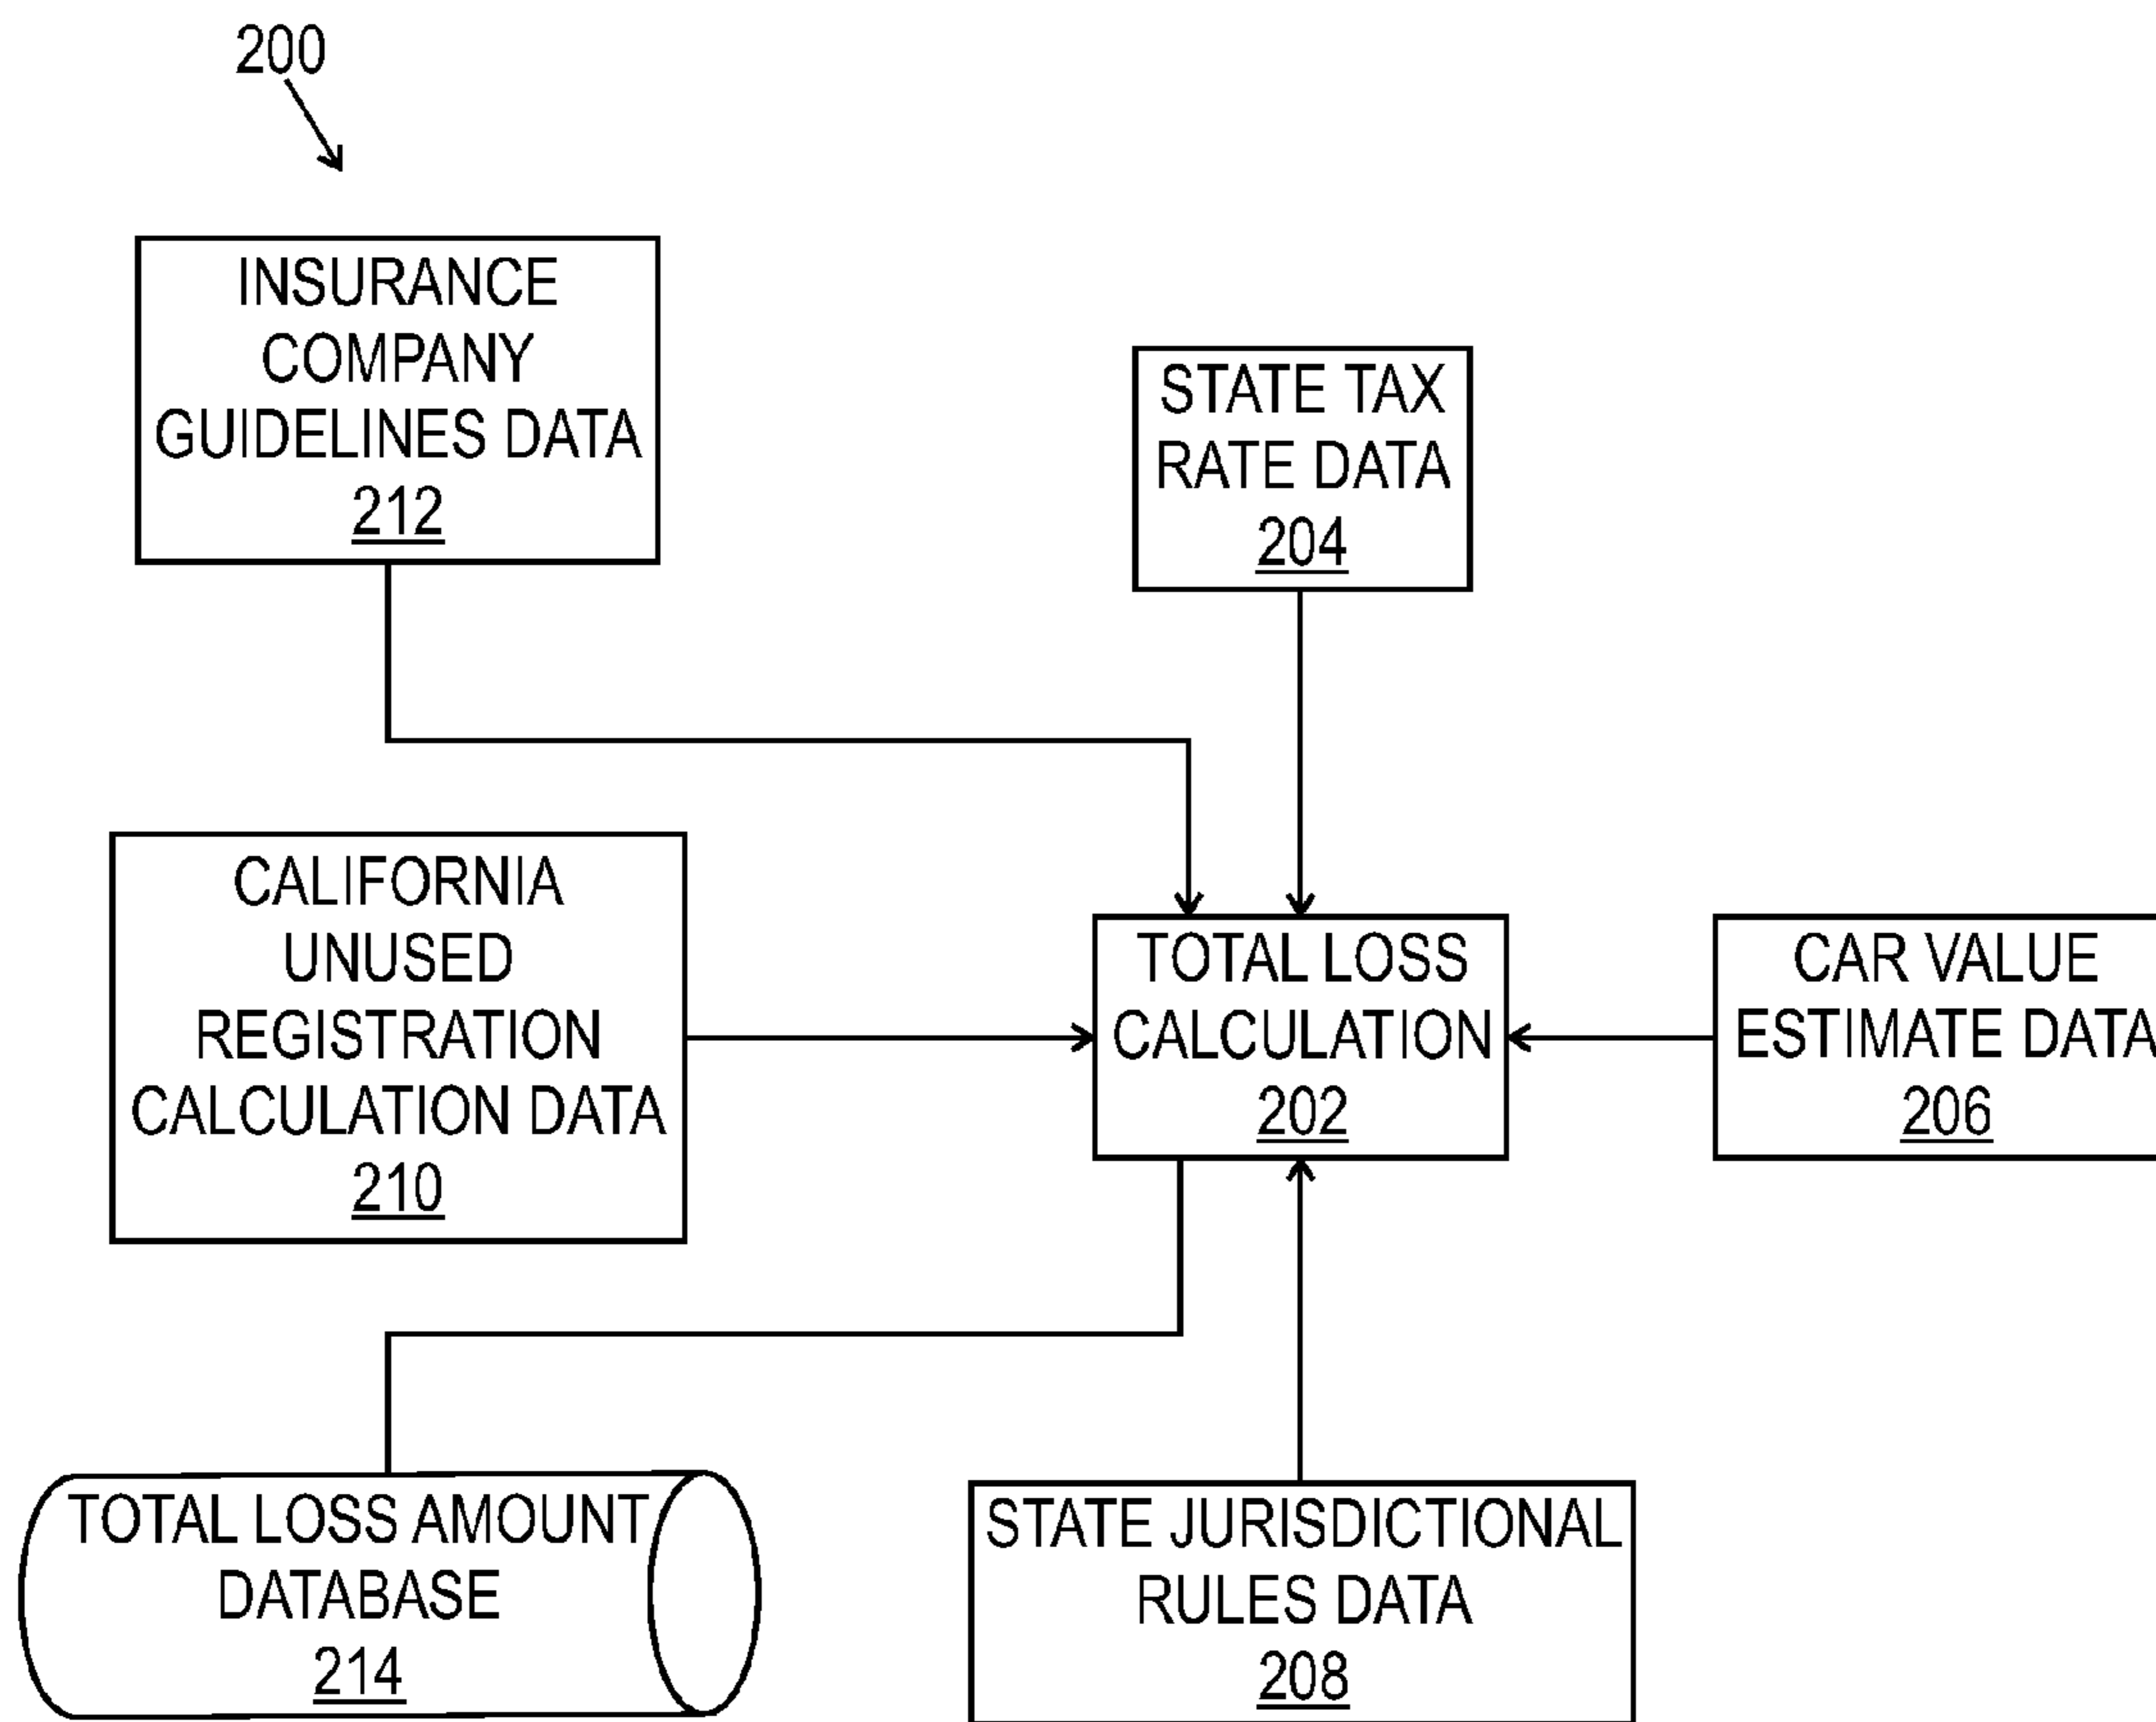 200
INSURANCE
COMPANY
GUIDELINES DATA
212
STATE TAX
RATE DATA
204
CALIFORNIA
UNUSED
REGISTRATION
CALCULATION DATA
210
TOTAL LOSS
CALCULATION
202
CAR VALUE
ESTIMATE DATA
206
TOTAL LOSS AMOUNT
DATABASE
214
STATE JURISDICTIONAL
RULES DATA
208